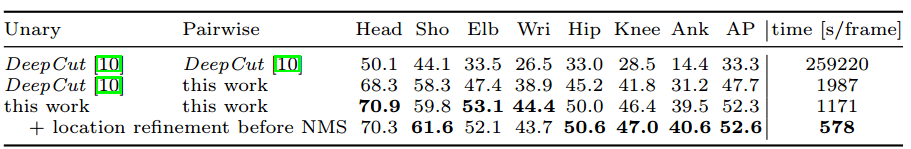 Unary Pairwise Head Sho Elb Wri Hip Knee Ank AP time [s/frame]
DeepCut [10] DeepCut [10] 50.1 44.1 33.5 26.5 33.0 28.5 14.4 33.3 259220
DeepCut [10] this work 68.3 58.3 47.4 38.9 45.2 41.8 31.2 47.7 1987
this work this work 70.9 59.8 53.1 44.4 50.0 46.4 39.5 52.3 1171
+ location refinement before NMS 70.3 61.6 52.1 43.7 50.6 47.0 40.6 52.6 578